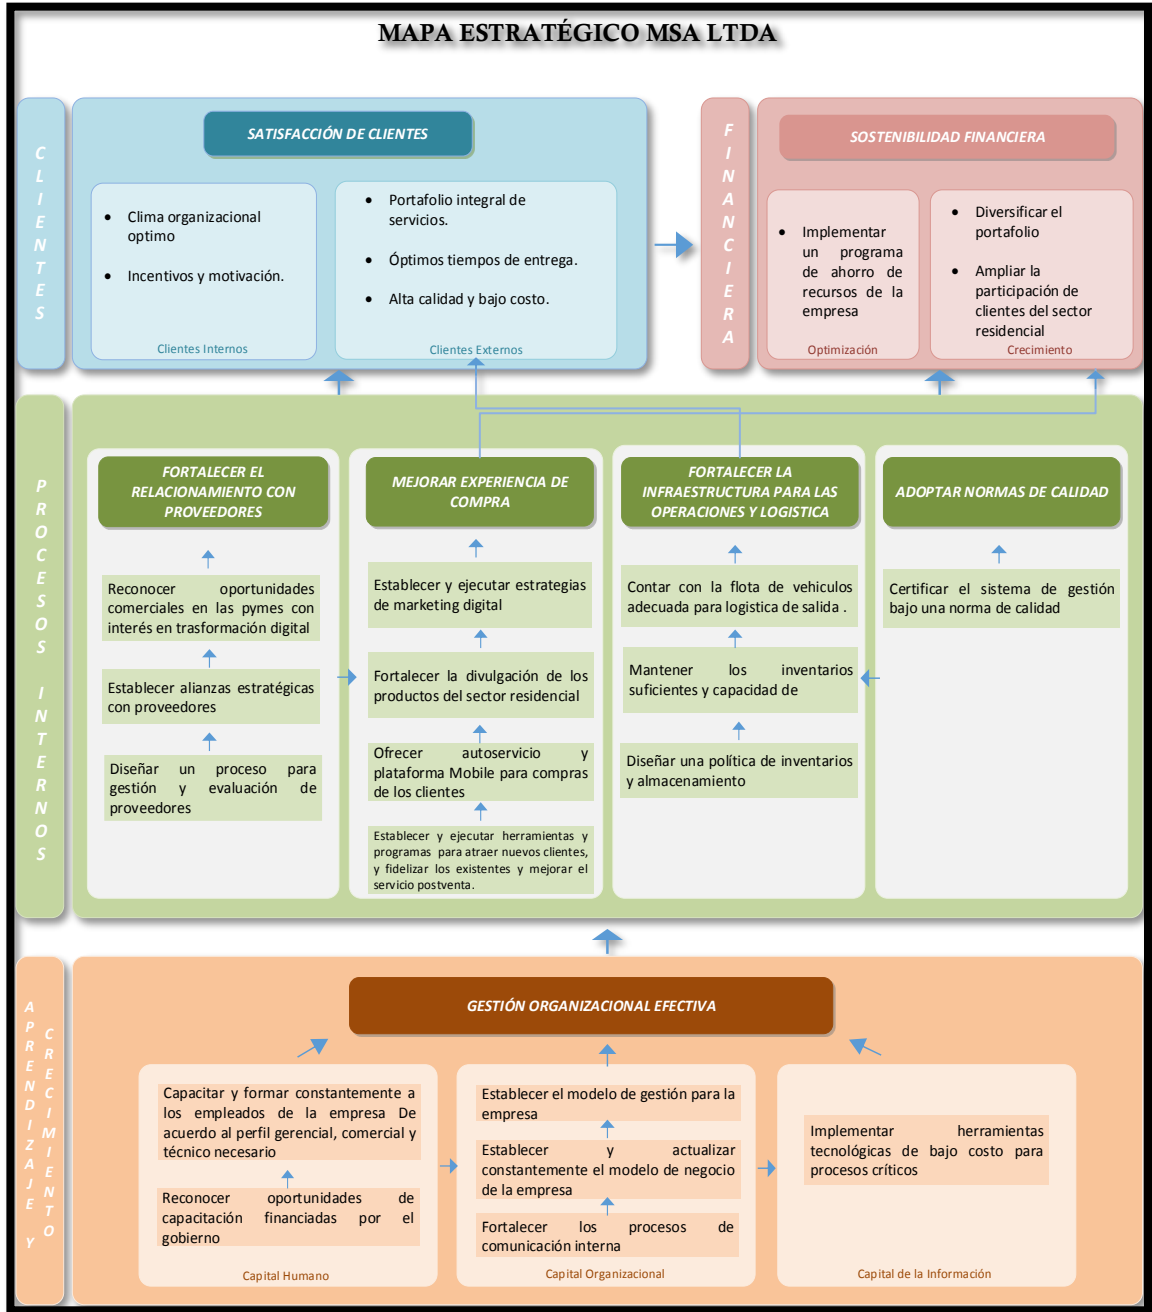 MAPA ESTRATÉGICO MSA LTDA
CLIENTES
SATISFACCIÓN DE CLIENTES
• Clima organizacional
optimo
• Incentivos y motivación.
Clientes Internos
• Portafolio integral de
servicios.
• Óptimos tiempos de entrega.
• Alta calidad y bajo costo.
Clientes Externos
FINANCIERA
SOSTENIBILIDAD FINANCIERA
• Implementar
un programa
de ahorro de
recursos de la
empresa
Optimización
• Diversificar el
portafolio
• Ampliar la
participación de
clientes del sector
residencial
Crecimiento
PROCESOS INTERNOS
FORTALECER EL
RELACIONAMIENTO CON
PROVEEDORES
Reconocer oportunidades
comerciales en las pymes con
interés en trasformación digital
Establecer alianzas estratégicas
con proveedores
Diseñar un proceso para
gestión y evaluación de
proveedores
MEJORAR EXPERIENCIA DE
COMPRA
Establecer y ejecutar estrategias
de marketing digital
Fortalecer la divulgación de los
productos del sector residencial
Ofrecer autoservicio y
plataforma Mobile para compras
de los clientes
Establecer y ejecutar herramientas y
programas para atraer nuevos clientes,
y fidelizar los existentes y mejorar el
servicio postventa.
FORTALECER LA
INFRAESTRUCTURA PARA LAS
OPERACIONES Y LOGISTICA
Contar con la flota de vehiculos
adecuada para logistica de salida .
Mantener los inventarios
suficientes y capacidad de
Diseñar una política de inventarios
y almacenamiento
ADOPTAR NORMAS DE CALIDAD
Certificar el sistema de gestión
bajo una norma de calidad
APRENDIZAJE Y
CRECIMIENTO
GESTIÓN ORGANIZACIONAL EFECTIVA
Capacitar y formar constantemente a
los empleados de la empresa De
acuerdo al perfil gerencial, comercial y
técnico necesario
Reconocer oportunidades de
capacitación financiadas por el
gobierno
Capital Humano
Establecer el modelo de gestión para la
empresa
Establecer y actualizar
constantemente el modelo de negocio
de la empresa
Fortalecer los procesos de
comunicación interna
Capital Organizacional
Implementar herramientas
tecnológicas de bajo costo para
procesos críticos
Capital de la Información